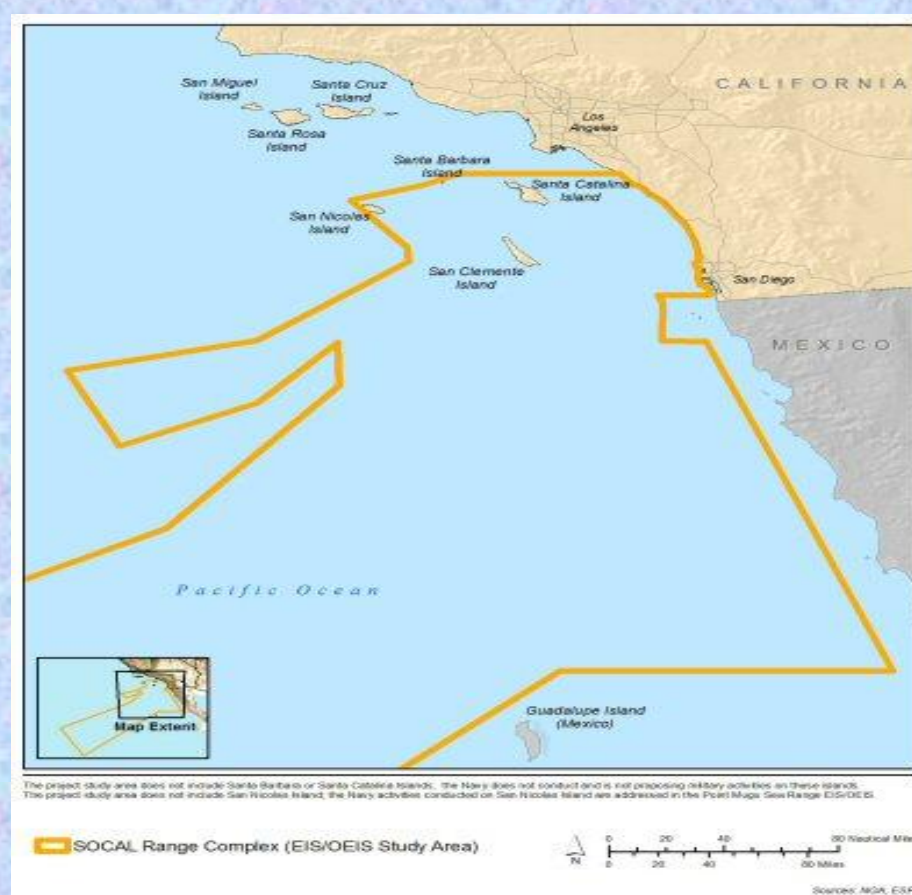 CALIFORNIA
San Miguel
Island
Santa Cruz
Island
Santa Rosa
Island
Los
Angeles
Santa Barbara
Island
Santa Catalina
Island
San Nicolas
Island
San Clemente
Island
San Diego
MEXICO
Pacific Ocean
Guadalupe Island
(Mexico)
Map Extent
The project study area does not include Santa Barbara or Santa Catalina Islands; the Navy does not conduct and is not proposing military activities on these islands.
The project study area does not include San Nicolas Island; the Navy activities conducted on San Nicolas Island are addressed in the Point Mugu Sea Range EIS/OEIS.
SOCAL Range Complex (EIS/OEIS Study Area)
N
0 20 40 80 Nautical Mile
0 20 40 80 Miles
Sources: NGA, ESR